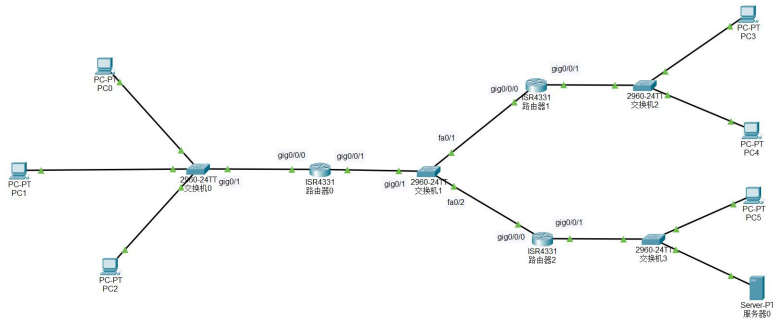 PC-PT
PC0
PC-PT
PC1
PC-PT
PC2
2960-24TT
交换机0
gig0/1
gig0/0/0
ISR4331
路由器0
gig0/0/1
gig0/1
2960-24TT
交换机1
fa0/1
fa0/2
gig0/0/0
ISR4331
路由器1
gig0/0/1
2960-24TT
交换机2
PC-PT
PC3
PC-PT
PC4
gig0/0/0
ISR4331
路由器2
gig0/0/1
2960-24TT
交换机3
PC-PT
PC5
Server-PT
服务器0